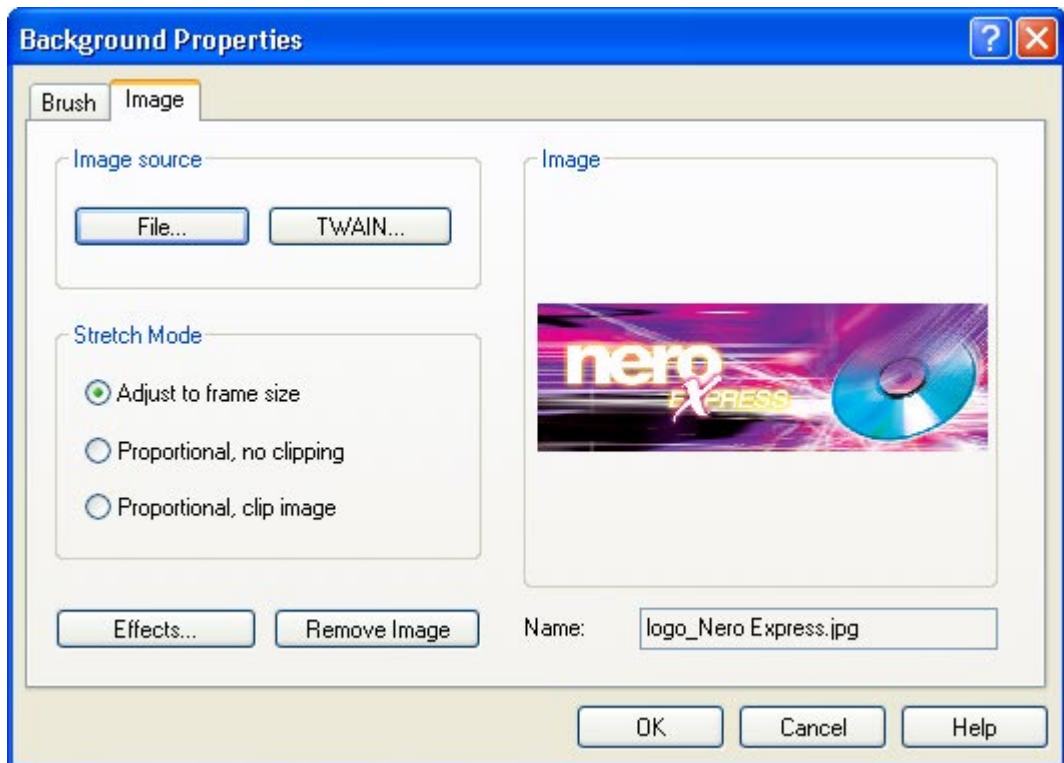 Background Properties
Brush
Image
Image source
File...
TWAIN...
Stretch Mode
Adjust to frame size
Proportional, no clipping
Proportional, clip image
Effects...
Remove Image
Image
nero
EXPRESS
Name:
logo_Nero Express.jpg
OK
Cancel
Help